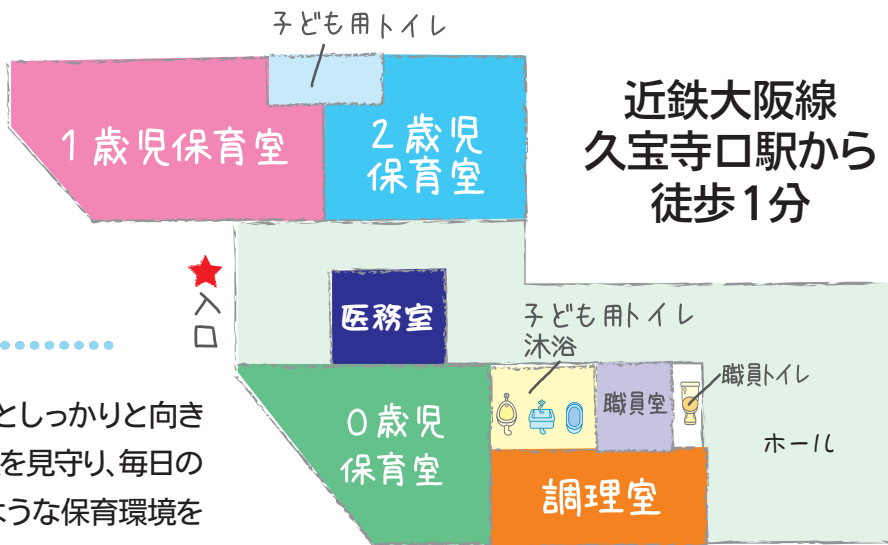 子ども用トイレ
1歳児保育室
2歳児
保育室
近鉄大阪線
久宝寺口駅から
徒歩1分
入口
医務室
子ども用トイレ
沐浴
職員トイレ
職員室
0歳児
保育室
ホール
調理室
としっかりと向き
を見守り、毎日の
ような保育環境を